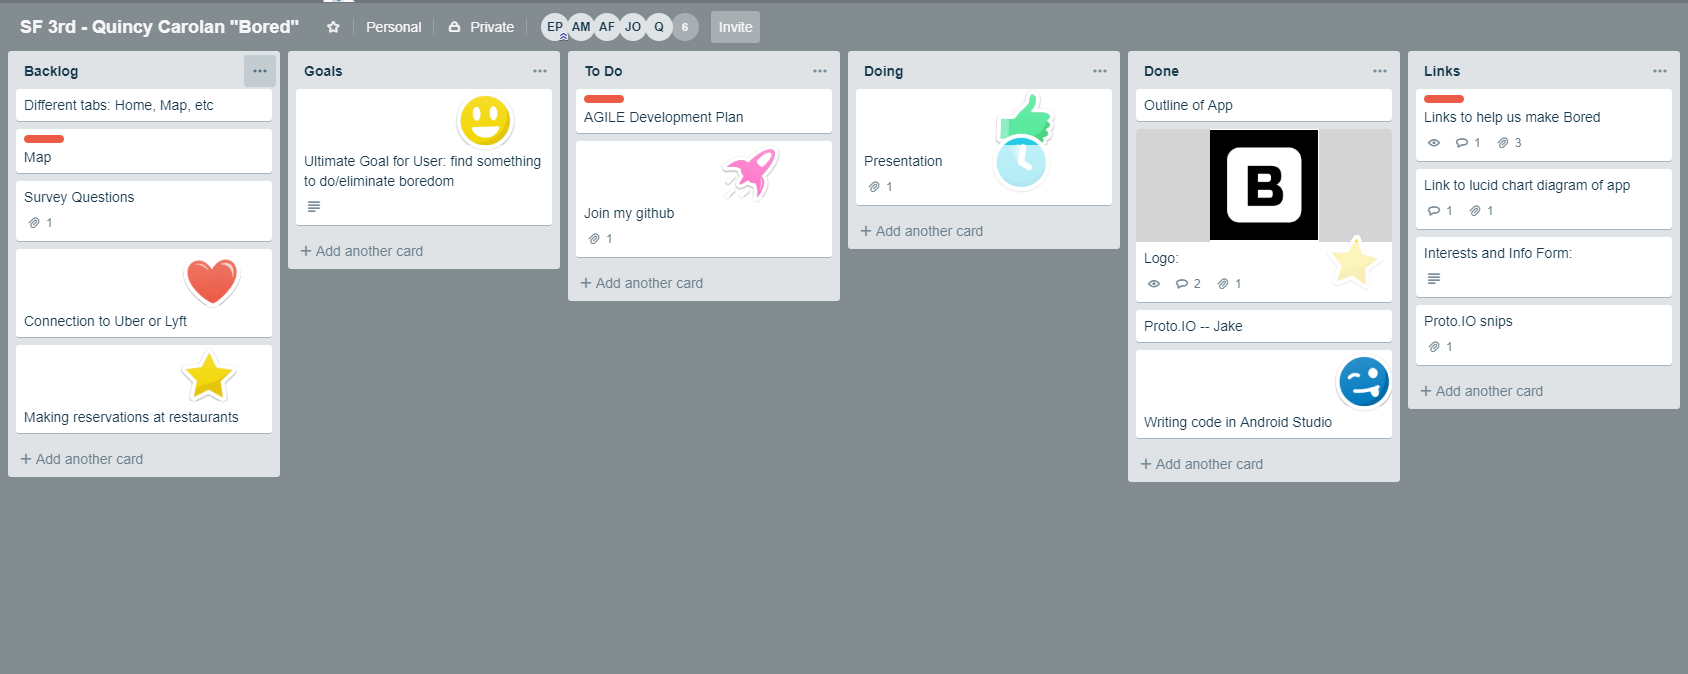 SF 3rd - Quincy Carolan "Bored"
Personal
Private
EP AM AF JO Q 6
Invite
Backlog
Different tabs: Home, Map, etc
Map
Survey Questions
1
Connection to Uber or Lyft
Making reservations at restaurants
+ Add another card
Goals
Ultimate Goal for User: find something
to do/eliminate boredom
+ Add another card
To Do
AGILE Development Plan
Join my github
1
+ Add another card
Doing
Presentation
1
+ Add another card
Done
Outline of App
B
Logo:
2 1
Proto.IO -- Jake
Writing code in Android Studio
+ Add another card
Links
Links to help us make Bored
1 3
Link to lucid chart diagram of app
1 1
Interests and Info Form:
Proto.IO snips
1
+ Add another card